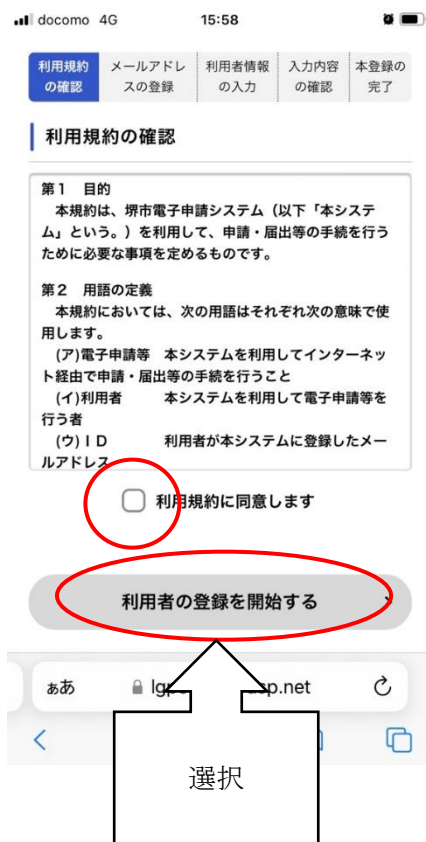 docomo 4G 15:58
利用規約の確認
メールアドレスの登録
利用者情報の入力
入力内容の確認
本登録の完了
利用規約の確認
第1 目的
本規約は、堺市電子申請システム（以下「本システ
ム」という。）を利用して、申請・届出等の手続を行う
ために必要な事項を定めるものです。
第2 用語の定義
本規約においては、次の用語はそれぞれ次の意味で使
用します。
(ア)電子申請等 本システムを利用してインターネッ
ト経由で申請・届出等の手続を行うこと
(イ)利用者 本システムを利用して電子申請等を
行う者
(ウ)ＩＤ 利用者が本システムに登録したメー
ルアドレス
利用規約に同意します
利用者の登録を開始する
ぁあ .net
選択